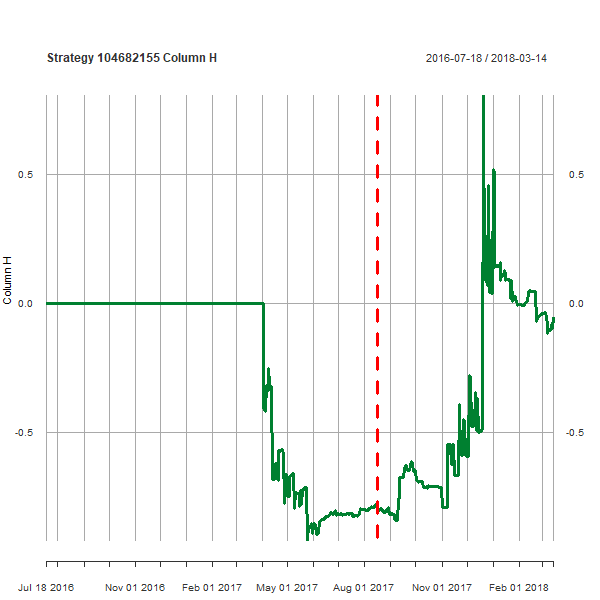 Strategy 104682155 Column H
2016-07-18 / 2018-03-14
Column H
0.5
0.5
0.0
0.0
-0.5
-0.5
Jul 18 2016
Nov 01 2016
Feb 01 2017
May 01 2017
Aug 01 2017
Nov 01 2017
Feb 01 2018